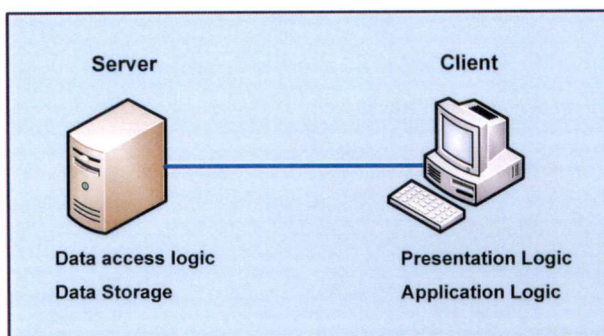 Server
Client
Data access logic
Data Storage
Presentation Logic
Application Logic